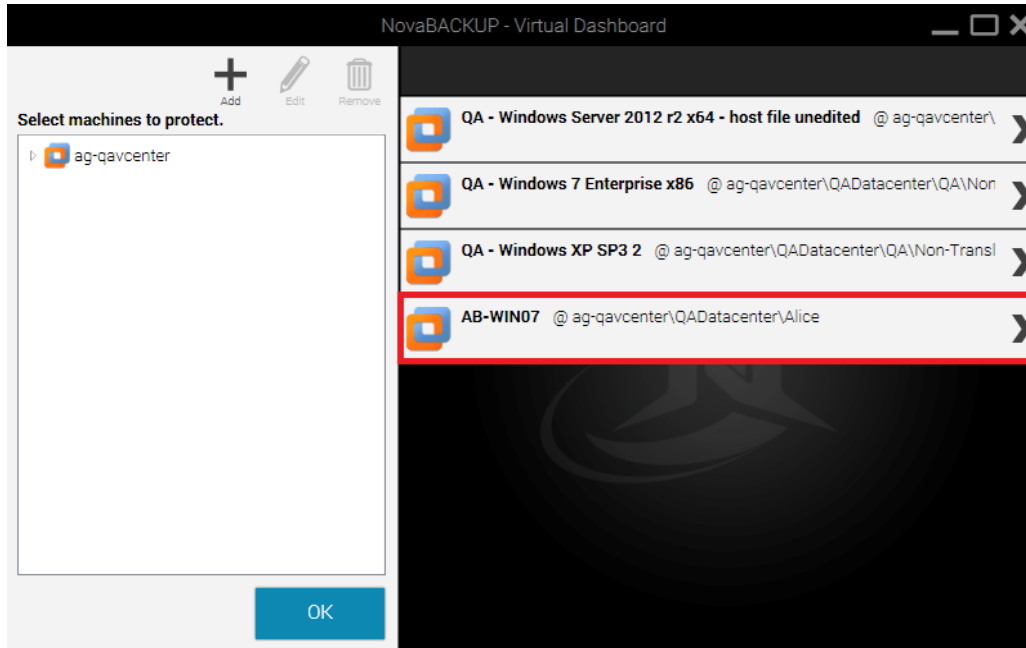 NovaBACKUP - Virtual Dashboard
Add Edit Remove
Select machines to protect.
ag-qavcenter
OK
QA - Windows Server 2012 r2 x64 - host file unedited @ ag-qavcenter\
QA - Windows 7 Enterprise x86 @ ag-qavcenter\QADatacenter\QA\Non
QA - Windows XP SP3 2 @ ag-qavcenter\QADatacenter\QA\Non-Transl
AB-WIN07 @ ag-qavcenter\QADatacenter\Alice